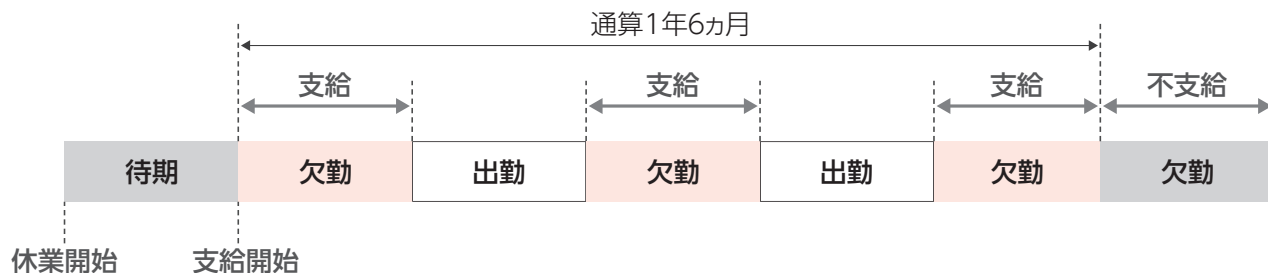 通算1年6ヵ月
支給 支給 支給 不支給
待期 欠勤 出勤 欠勤 出勤 欠勤 欠勤
休業開始 支給開始